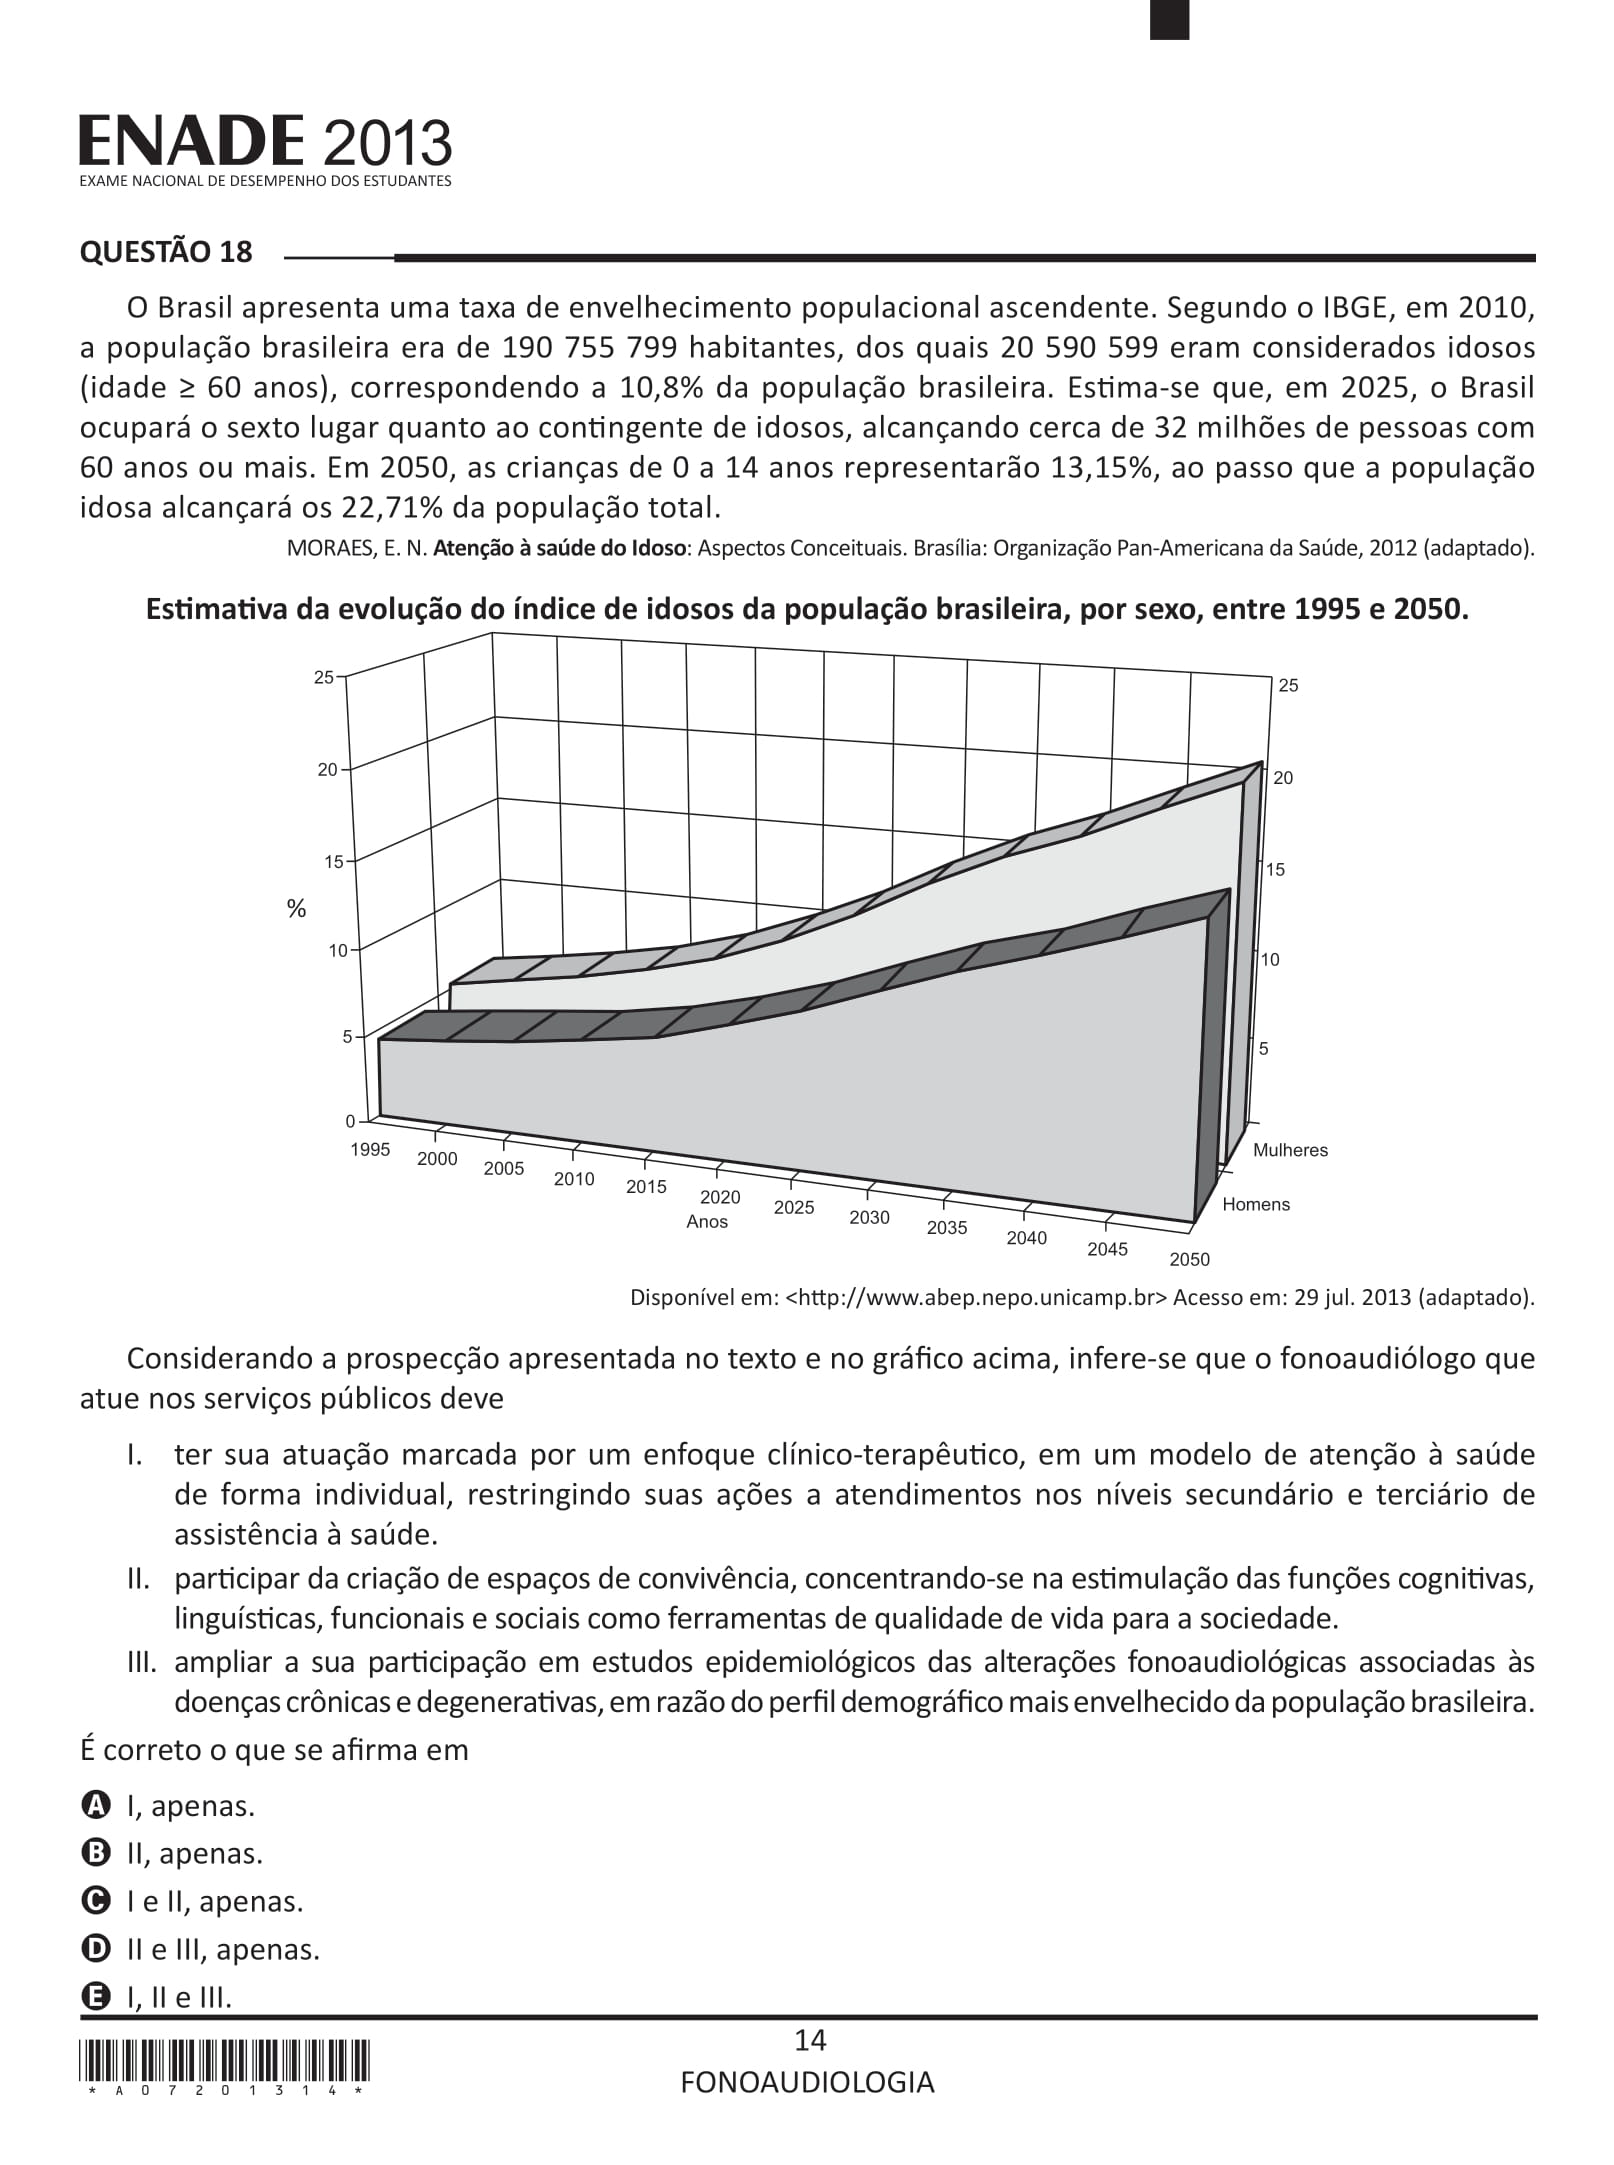 ENADE 2013
EXAME NACIONAL DE DESEMPENHO DOS ESTUDANTES
QUESTÃO 18
O Brasil apresenta uma taxa de envelhecimento populacional ascendente. Segundo o IBGE, em 2010,
a população brasileira era de 190 755 799 habitantes, dos quais 20 590 599 eram considerados idosos
(idade ≥ 60 anos), correspondendo a 10,8% da população brasileira. Estima-se que, em 2025, o Brasil
ocupará o sexto lugar quanto ao contingente de idosos, alcançando cerca de 32 milhões de pessoas com
60 anos ou mais. Em 2050, as crianças de 0 a 14 anos representarão 13,15%, ao passo que a população
idosa alcançará os 22,71% da população total.
MORAES, E. N. Atenção à saúde do Idoso: Aspectos Conceituais. Brasília: Organização Pan-Americana da Saúde, 2012 (adaptado).
Estimativa da evolução do índice de idosos da população brasileira, por sexo, entre 1995 e 2050.
25
20
15
%
10
5
0
25
20
15
10
5
Mulheres
Homens
1995
2000
2005
2010
2015
2020
2025
2030
2035
2040
2045
2050
Anos
Disponível em: <http://www.abep.nepo.unicamp.br> Acesso em: 29 jul. 2013 (adaptado).
Considerando a prospecção apresentada no texto e no gráfico acima, infere-se que o fonoaudiólogo que
atue nos serviços públicos deve
I. ter sua atuação marcada por um enfoque clínico-terapêutico, em um modelo de atenção à saúde
de forma individual, restringindo suas ações a atendimentos nos níveis secundário e terciário de
assistência à saúde.
II. participar da criação de espaços de convivência, concentrando-se na estimulação das funções cognitivas,
linguísticas, funcionais e sociais como ferramentas de qualidade de vida para a sociedade.
III. ampliar a sua participação em estudos epidemiológicos das alterações fonoaudiológicas associadas às
doenças crônicas e degenerativas, em razão do perfil demográfico mais envelhecido da população brasileira.
É correto o que se afirma em
A I, apenas.
B II, apenas.
C I e II, apenas.
D II e III, apenas.
E I, II e III.
14
FONOAUDIOLOGIA
* A 0 7 2 0 1 3 1 4 *